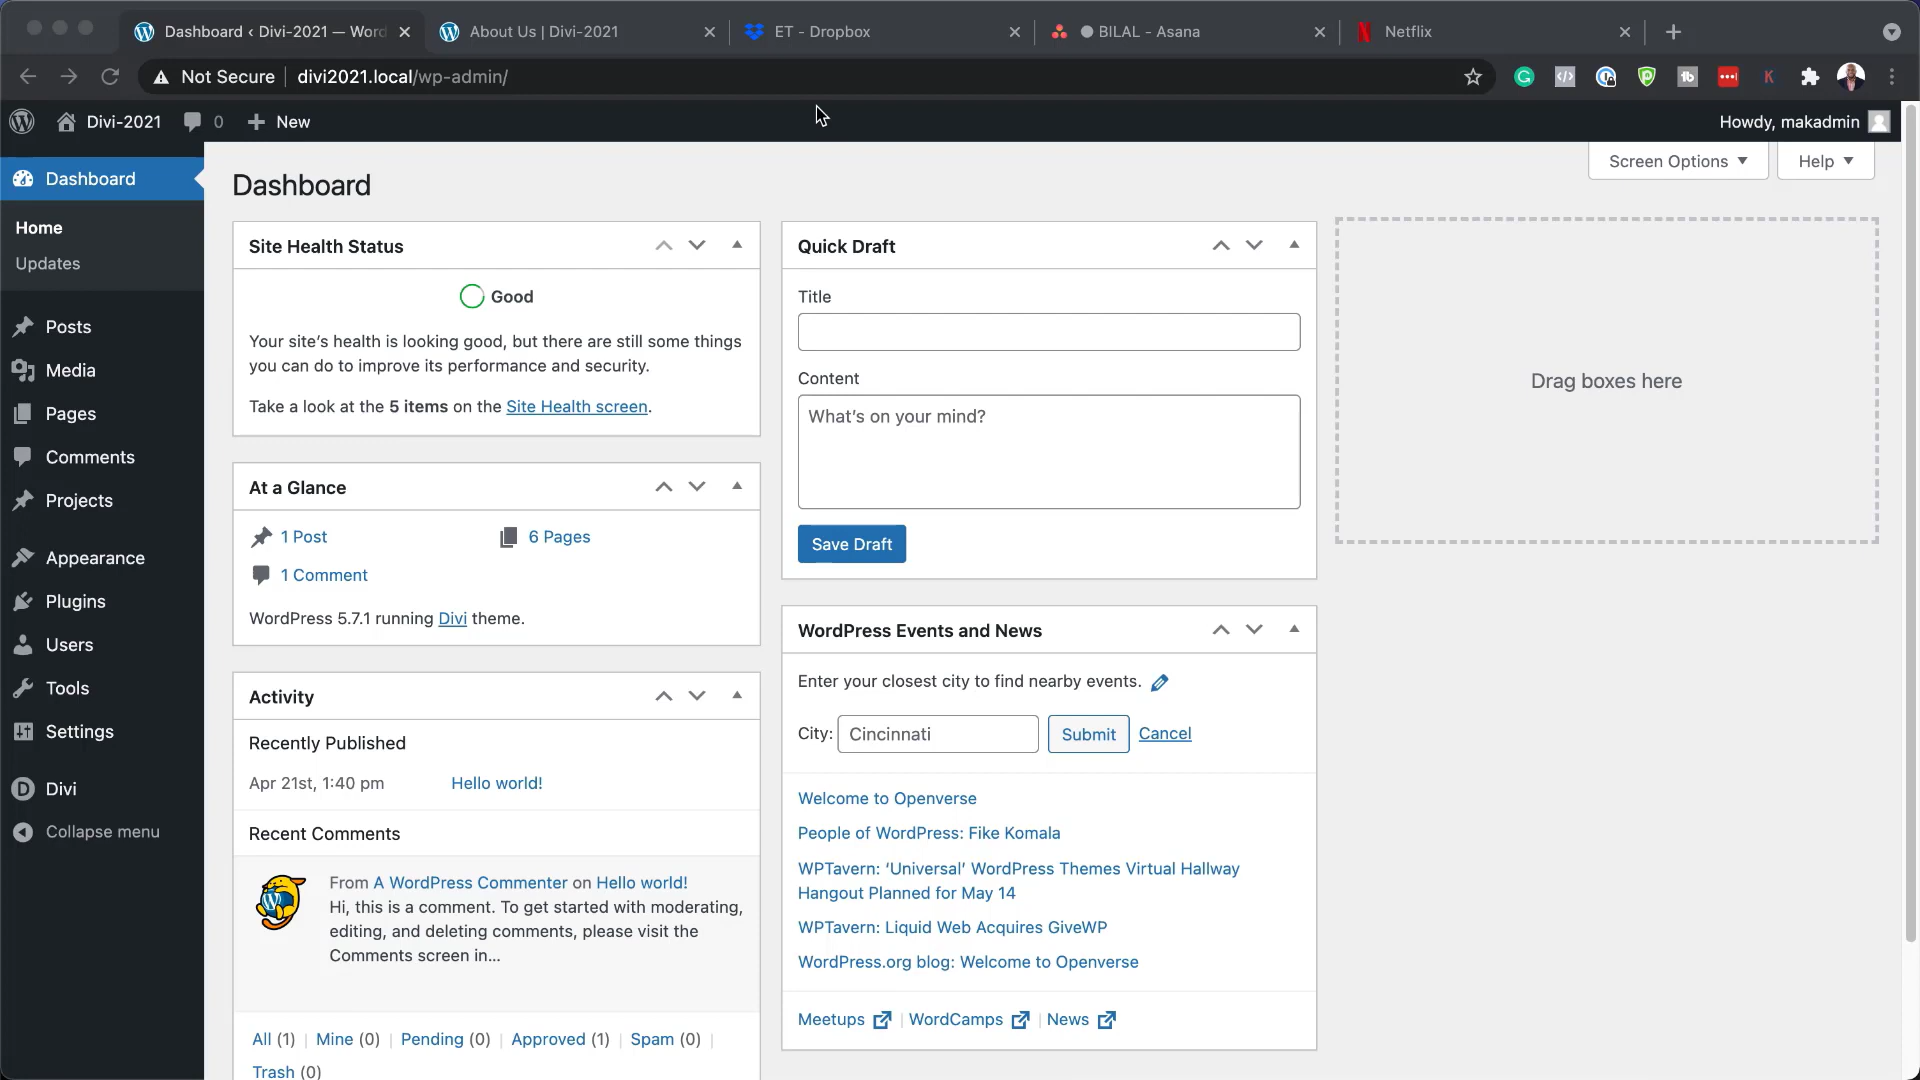 Dashboard ‹ Divi-2021 — Word
About Us | Divi-2021
ET - Dropbox
BILAL - Asana
Netflix
Not Secure
divi2021.local/wp-admin/
Divi-2021
0
New
Howdy, makadmin
Screen Options
Help
Dashboard
Home
Updates
Posts
Media
Pages
Comments
Projects
Appearance
Plugins
Users
Tools
Settings
Divi
Collapse menu
Dashboard
Site Health Status
Good
Your site's health is looking good, but there are still some things
you can do to improve its performance and security.
Take a look at the 5 items on the Site Health screen.
At a Glance
1 Post
6 Pages
1 Comment
WordPress 5.7.1 running Divi theme.
Activity
Recently Published
Apr 21st, 1:40 pm
Hello world!
Recent Comments
From A WordPress Commenter on Hello world!
Hi, this is a comment. To get started with moderating,
editing, and deleting comments, please visit the
Comments screen in…
All (1) | Mine (0) | Pending (0) | Approved (1) | Spam (0) |
Trash (0)
Quick Draft
Title
Content
What's on your mind?
Save Draft
WordPress Events and News
Enter your closest city to find nearby events.
City:
Cincinnati
Submit
Cancel
Welcome to Openverse
People of WordPress: Fike Komala
WPTavern: ‘Universal’ WordPress Themes Virtual Hallway
Hangout Planned for May 14
WPTavern: Liquid Web Acquires GiveWP
WordPress.org blog: Welcome to Openverse
Meetups | WordCamps | News
Drag boxes here